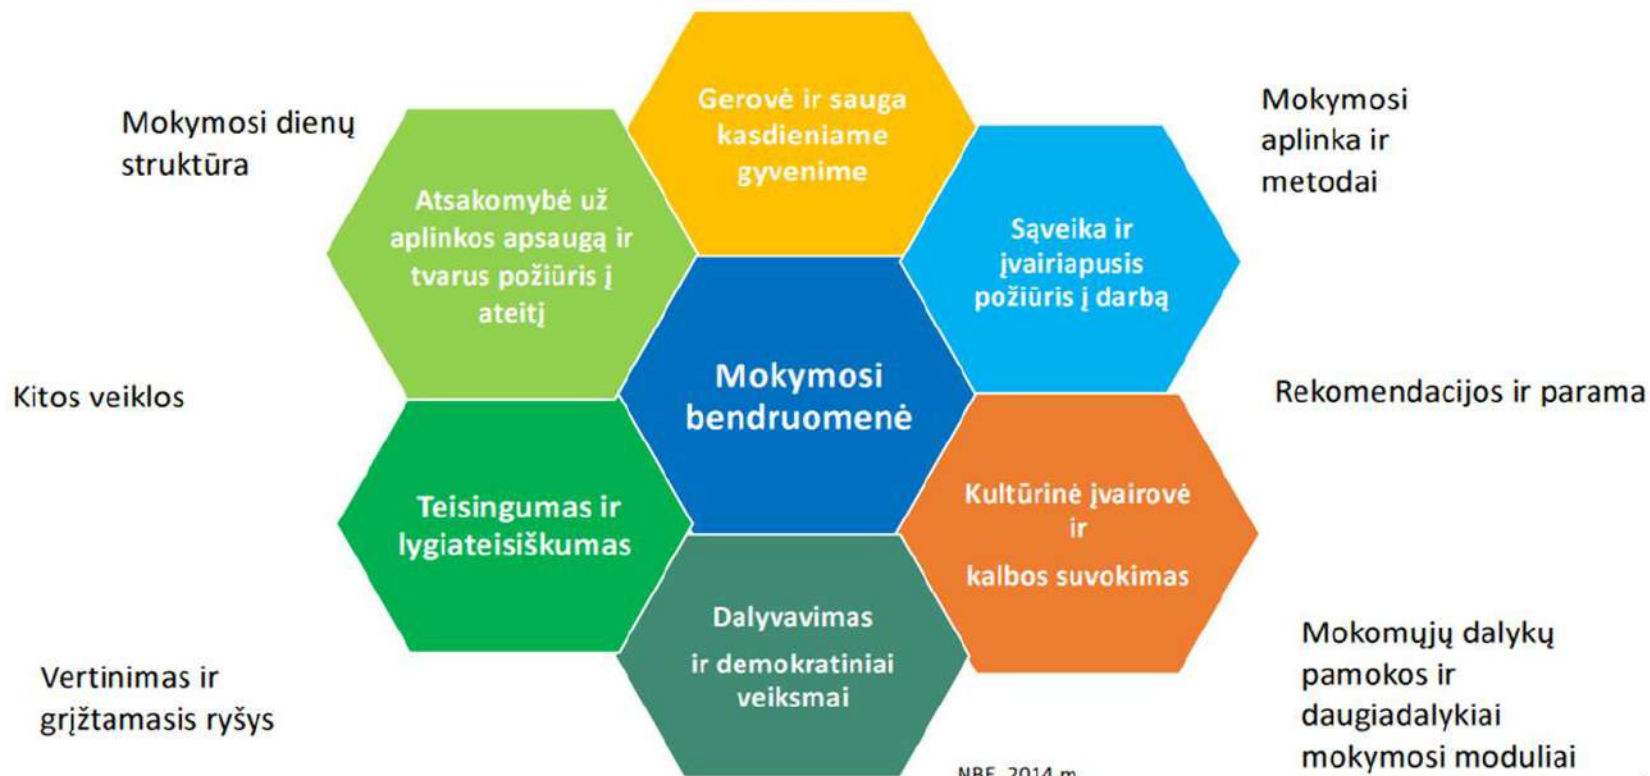 Gerovė ir sauga
kasdieniame
gyvenime
Mokymosi dienų
struktūra
Mokymosi
aplinka ir
metodai
Atsakomybė už
aplinkos apsaugą ir
tvarus požiūris į
ateitį
Sąveika ir
įvairiapusis
požiūris į darbą
Kitos veiklos
Mokymosi
bendruomenė
Rekomendacijos ir parama
Teisingumas ir
lygiateisiškumas
Kultūrinė įvairovė
ir
kalbos suvokimas
Dalyvavimas
ir demokratiniai
veiksmai
Vertinimas ir
grįžtamasis ryšys
Mokomųjų dalykų
pamokos ir
daugiadalykiai
mokymosi moduliai
2014 m